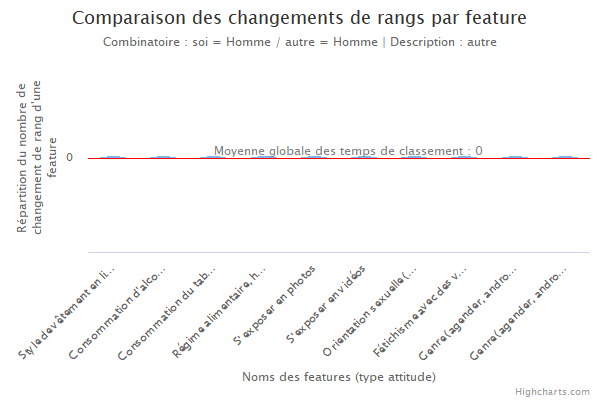 Comparaison des changements de rangs par feature
Combinatoire : soi = Homme / autre = Homme | Description : autre
Répartition du nombre de
changement de rang d'une
feature
0
Moyenne globale des temps de classement : 0
Style de vêtement en li...
Consommation d'alco...
Consommation du tab...
Régime alimentaire, h...
S'exposer en photos
S'exposer en vidéos
Orientation sexuelle (...
Fétichisme avec des v...
Genre (agender, andro...
Genre (agender, andro...
Noms des features (type attitude)
Highcharts.com